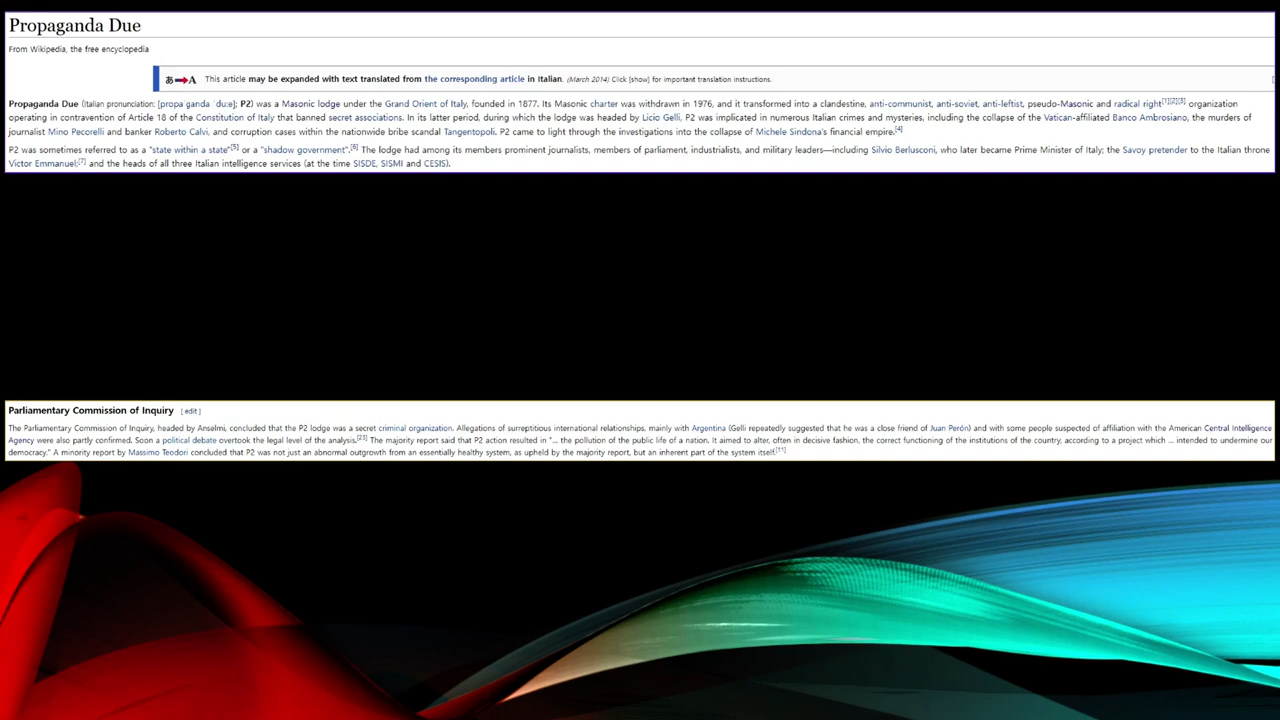 Propaganda Due
From Wikipedia, the free encyclopedia
あ A This article may be expanded with text translated from the corresponding article in Italian. (March 2014) Click [show] for important translation instructions. [
Propaganda Due (Italian pronunciation: [propaˈɡanda ˈduːe]; P2) was a Masonic lodge under the Grand Orient of Italy, founded in 1877. Its Masonic charter was withdrawn in 1976, and it transformed into a clandestine, anti-communist, anti-soviet, anti-leftist, pseudo-Masonic and radical right[1][2][3] organization
operating in contravention of Article 18 of the Constitution of Italy that banned secret associations. In its latter period, during which the lodge was headed by Licio Gelli, P2 was implicated in numerous Italian crimes and mysteries, including the collapse of the Vatican-affiliated Banco Ambrosiano, the murders of
journalist Mino Pecorelli and banker Roberto Calvi, and corruption cases within the nationwide bribe scandal Tangentopoli. P2 came to light through the investigations into the collapse of Michele Sindona's financial empire.[4]
P2 was sometimes referred to as a "state within a state"[5] or a "shadow government".[6] The lodge had among its members prominent journalists, members of parliament, industrialists, and military leaders—including Silvio Berlusconi, who later became Prime Minister of Italy; the Savoy pretender to the Italian throne
Victor Emmanuel;[7] and the heads of all three Italian intelligence services (at the time SISDE, SISMI and CESIS).
Parliamentary Commission of Inquiry [ edit ]
The Parliamentary Commission of Inquiry, headed by Anselmi, concluded that the P2 lodge was a secret criminal organization. Allegations of surreptitious international relationships, mainly with Argentina (Gelli repeatedly suggested that he was a close friend of Juan Perón) and with some people suspected of affiliation with the American Central Intelligence
Agency were also partly confirmed. Soon a political debate overtook the legal level of the analysis.[23] The majority report said that P2 action resulted in "... the pollution of the public life of a nation. It aimed to alter, often in decisive fashion, the correct functioning of the institutions of the country, according to a project which ... intended to undermine our
democracy." A minority report by Massimo Teodori concluded that P2 was not just an abnormal outgrowth from an essentially healthy system, as upheld by the majority report, but an inherent part of the system itself.[11]